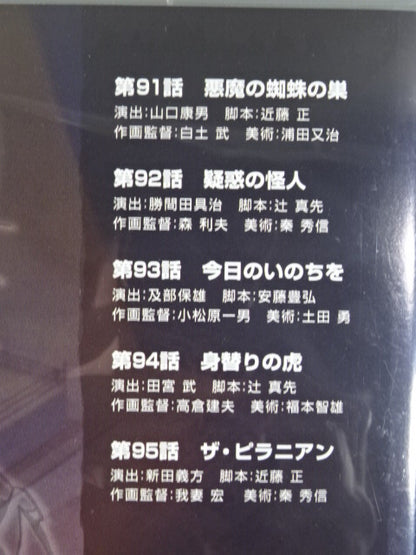 第91話　悪魔の蜘蛛の巣
演出:山口康男　脚本:近藤 正
作画監督:白土 武　美術:浦田又治
第92話　疑惑の怪人
演出:勝間田具治　脚本:辻 真先
作画監督:森 利夫　美術:秦 秀信
第93話　今日のいのちを
演出:及部保雄　脚本:安藤豊弘
作画監督:小松原一男　美術:土田 勇
第94話　身替りの虎
演出:田宮 武　脚本:辻 真先
作画監督:高倉建夫　美術:福本智雄
第95話　ザ・ピラニアン
演出:新田義方　脚本:近藤 正
作画監督:我妻 宏　美術:秦 秀信